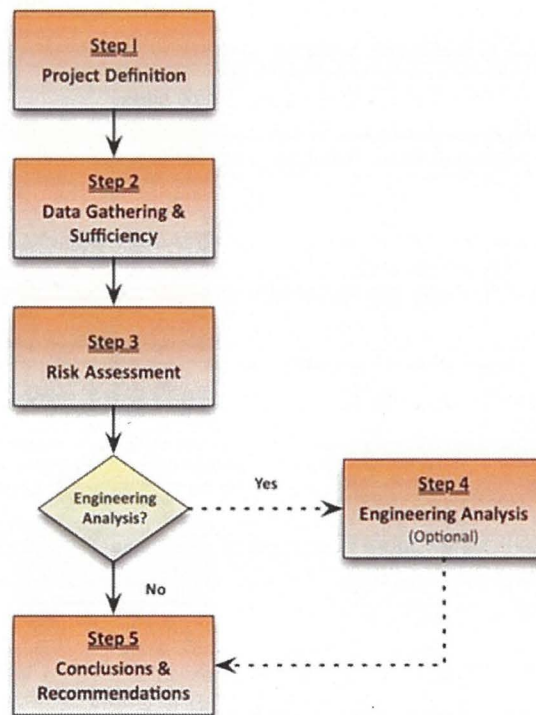 Step 1
Project Definition
Step 2
Data Gathering &
Sufficiency
Step 3
Risk Assessment
Engineering
Analysis?
Yes
Step 4
Engineering Analysis
(Optional)
No
Step 5
Conclusions &
Recommendations